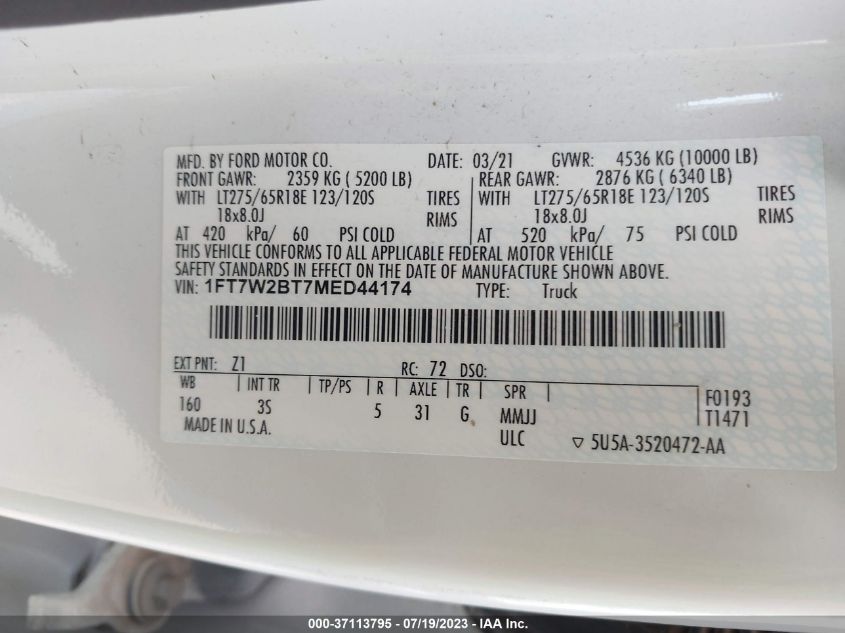 MFD. BY FORD MOTOR CO. DATE: 03/21 GVWR: 4536 KG (10000 LB)
FRONT GAWR: 2359 KG ( 5200 LB) REAR GAWR: 2876 KG ( 6340 LB)
WITH LT275/65R18E 123/120S TIRES WITH LT275/65R18E 123/120S TIRES
18x8.0J RIMS 18x8.0J RIMS
AT 420 kPa/ 60 PSI COLD AT 520 kPa/ 75 PSI COLD
THIS VEHICLE CONFORMS TO ALL APPLICABLE FEDERAL MOTOR VEHICLE
SAFETY STANDARDS IN EFFECT ON THE DATE OF MANUFACTURE SHOWN ABOVE.
VIN: 1FT7W2BT7MED44174 TYPE: Truck
EXT PNT: Z1 RC: 72 DSO:
WB INT TR TP/PS R AXLE TR SPR F0193
160 3S 5 31 G MMJJ T1471
MADE IN U.S.A. ULC ▽ 5U5A-3520472-AA
000-37113795 - 07/19/2023 - IAA Inc.